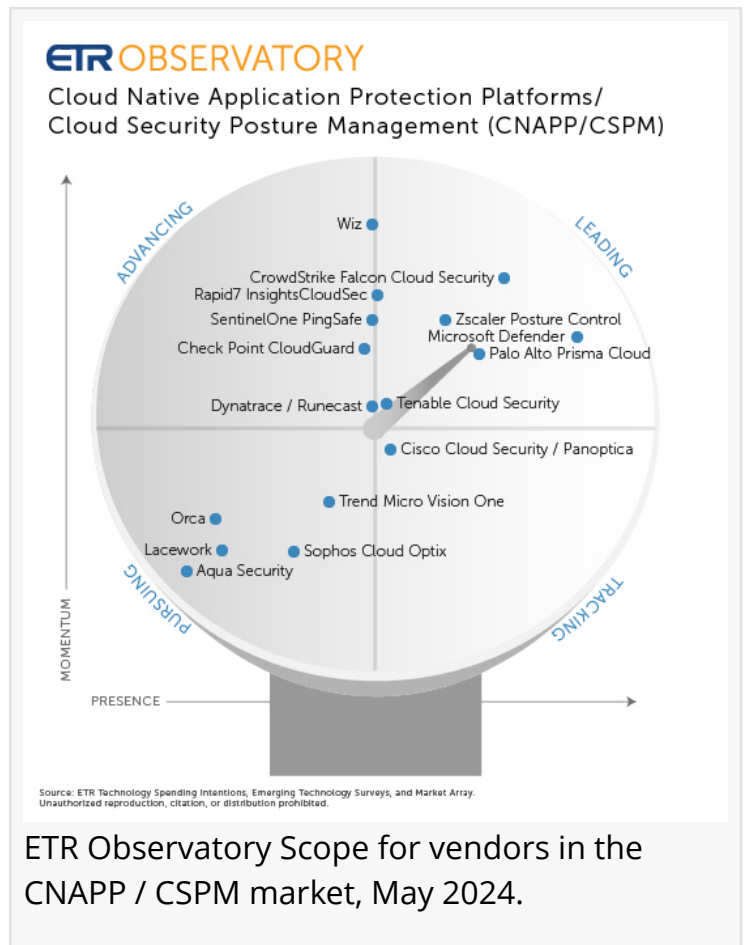 ETR OBSERVATORY
Cloud Native Application Protection Platforms/
Cloud Security Posture Management (CNAPP/CSPM)
ADVANCING
LEADING
Wiz
CrowdStrike Falcon Cloud Security
Rapid7 InsightsCloudSec
SentinelOne PingSafe
Zscaler Posture Control
Microsoft Defender
Check Point CloudGuard
Palo Alto Prisma Cloud
Dynatrace / Runecast
Tenable Cloud Security
Cisco Cloud Security / Panoptica
Trend Micro Vision One
Orca
Lacework
Sophos Cloud Optix
Aqua Security
PURSUING
TRACKING
MOMENTUM
PRESENCE
Source: ETR Technology Spending Intentions, Emerging Technology Surveys, and Market Array.
Unauthorized reproduction, citation, or distribution prohibited.
ETR Observatory Scope for vendors in the
CNAPP / CSPM market, May 2024.